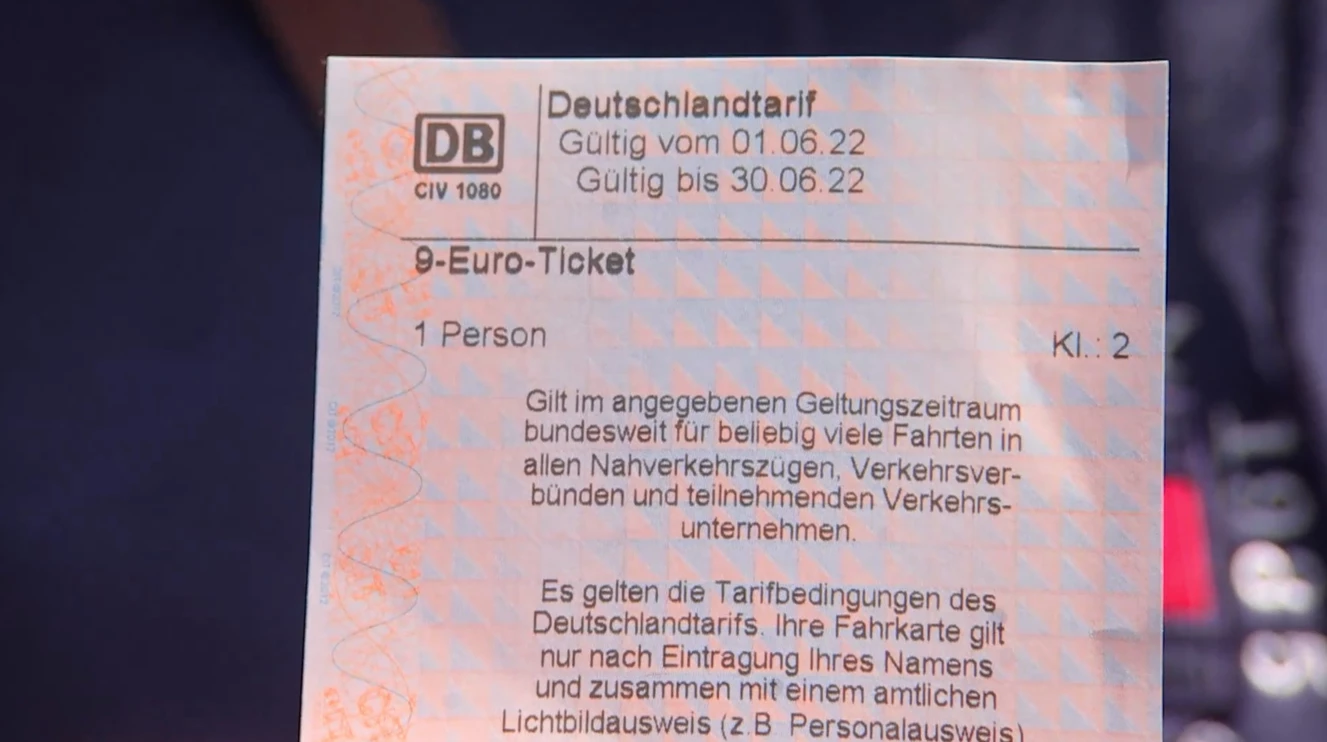 DB
CIV 1080
Deutschlandtarif
Gültig vom 01.06.22
Gültig bis 30.06.22
9-Euro-Ticket
1 Person
Kl.: 2
Gilt im angegebenen Geltungszeitraum
bundesweit für beliebig viele Fahrten in
allen Nahverkehrszügen, Verkehrsver-
bünden und teilnehmenden Verkehrs-
unternehmen.
Es gelten die Tarifbedingungen des
Deutschlandtarifs. Ihre Fahrkarte gilt
nur nach Eintragung Ihres Namens
und zusammen mit einem amtlichen
Lichtbildausweis (z.B. Personalausweis)